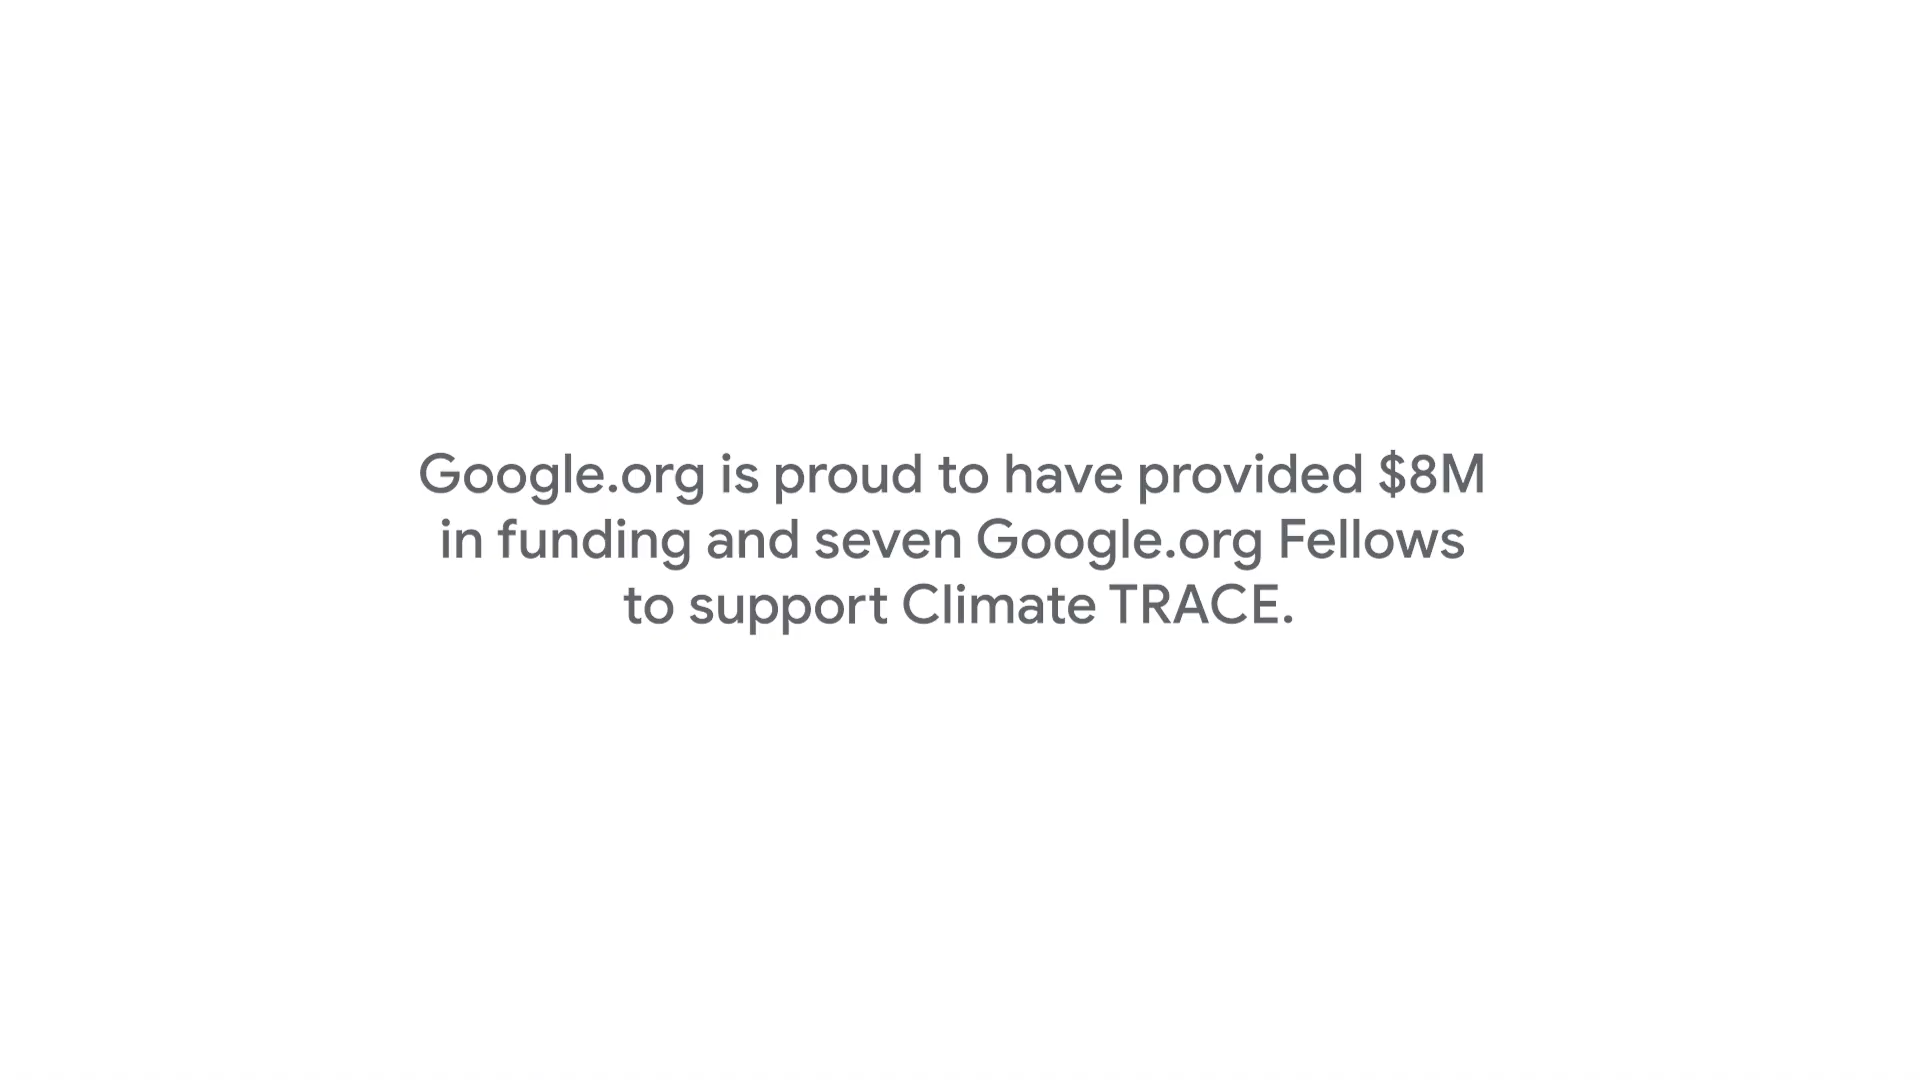 Google.org is proud to have provided $8M
in funding and seven Google.org Fellows
to support Climate TRACE.